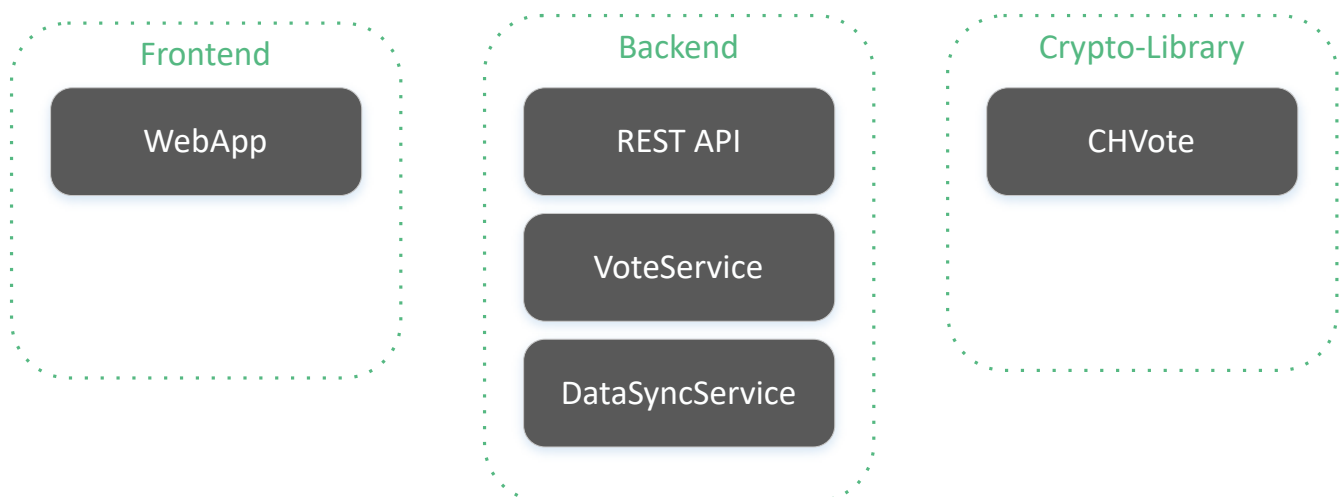 Frontend
WebApp
Backend
REST API
VoteService
DataSyncService
Crypto-Library
CHVote